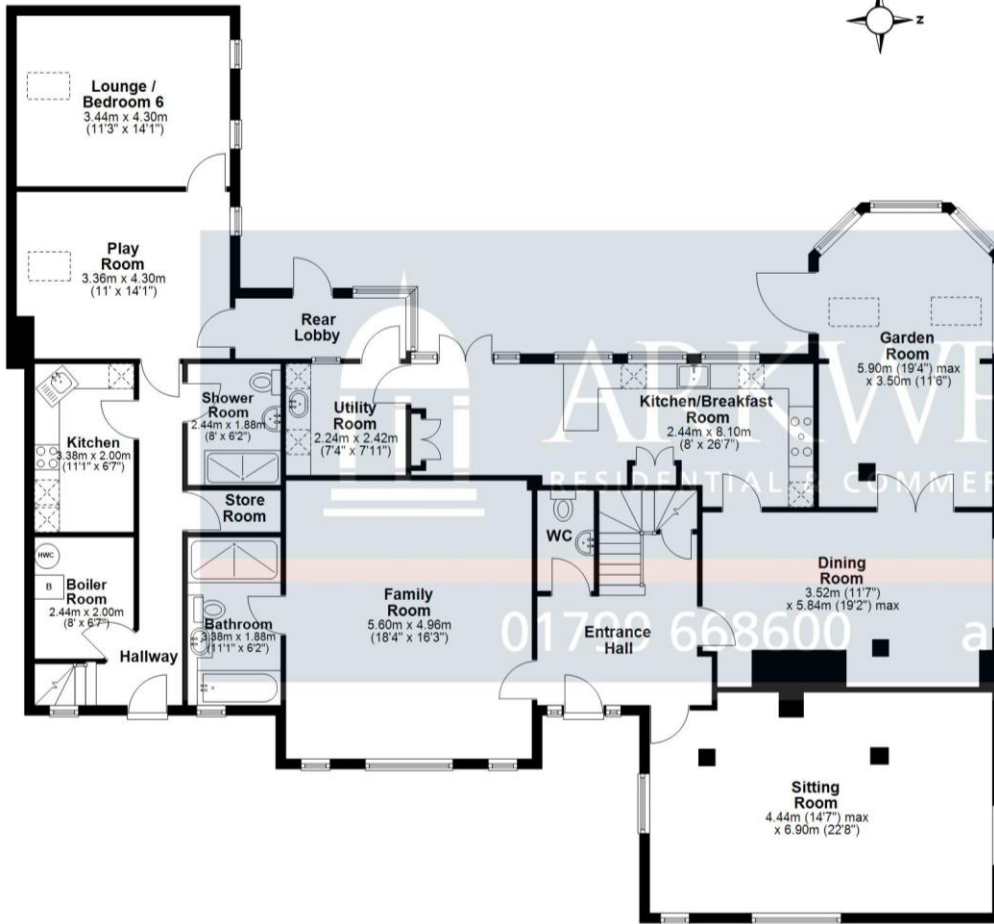 z
Lounge /
Bedroom 6
3.44m x 4.30m
(11'3" x 14'1")
Play
Room
3.36m x 4.30m
(11' x 14'1")
Rear
Lobby
Garden
Room
5.90m (19'4") max
x 3.50m (11'6")
Shower
Room
2.44m x 1.88m
(8' x 6'2")
Utility
Room
2.24m x 2.42m
(7'4" x 7'11")
Kitchen/Breakfast
Room
2.44m x 8.10m
(8' x 26'7")
Kitchen
3.38m x 2.00m
(11'1" x 6'7")
Store
Room
WC
HWC
B
Boiler
Room
2.44m x 2.00m
(8' x 6'7")
Bathroom
3.38m x 1.88m
(11'1" x 6'2")
Hallway
Family
Room
5.60m x 4.96m
(18'4" x 16'3")
Entrance
Hall
Dining
Room
3.52m (11'7")
x 5.84m (19'2") max
Sitting
Room
4.44m (14'7") max
x 6.90m (22'8")
RESIDENTIAL & COMMER
01799 668600 a